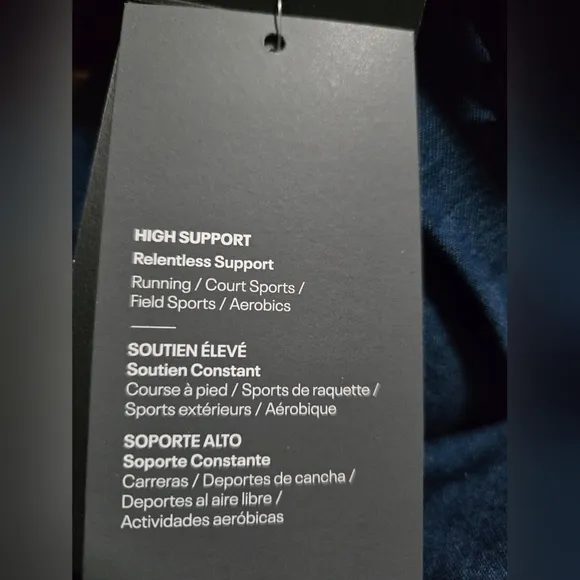 HIGH SUPPORT
Relentless Support
Running / Court Sports /
Field Sports / Aerobics
SOUTIEN ÉLEVÉ
Soutien Constant
Course à pied / Sports de raquette /
Sports extérieurs / Aérobique
SOPORTE ALTO
Soporte Constante
Carreras / Deportes de cancha /
Deportes al aire libre /
Actividades aeróbicas